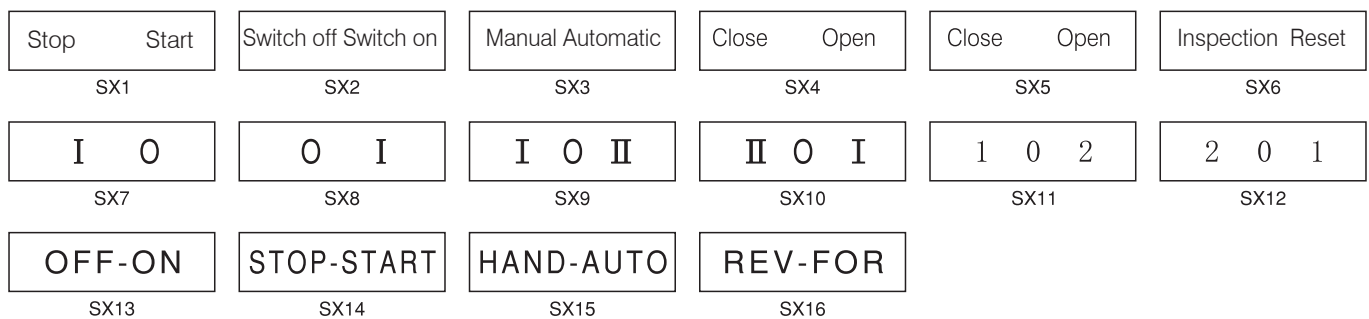 Stop Start
Switch off Switch on
Manual Automatic
Close Open
Close Open
Inspection Reset
SX1 SX2 SX3 SX4 SX5 SX6
I O
O I
I O II
II O I
1 0 2
2 0 1
SX7 SX8 SX9 SX10 SX11 SX12
OFF-ON
STOP-START
HAND-AUTO
REV-FOR
SX13 SX14 SX15 SX16